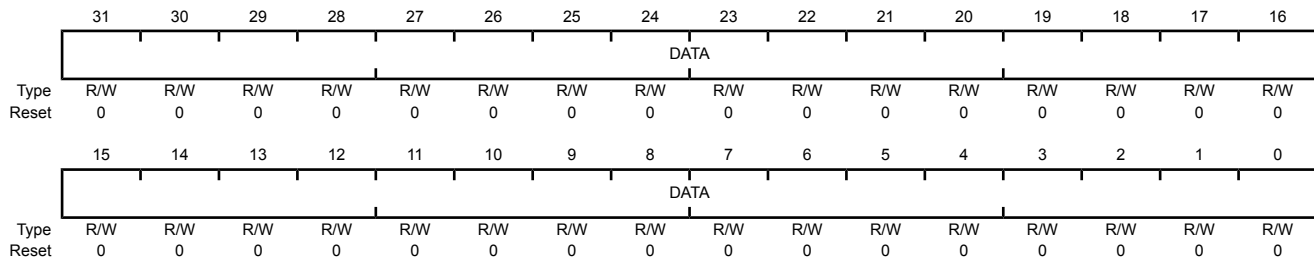 31 30 29 28 27 26 25 24 23 22 21 20 19 18 17 16
DATA
Type R/W R/W R/W R/W R/W R/W R/W R/W R/W R/W R/W R/W R/W R/W R/W R/W
Reset 0 0 0 0 0 0 0 0 0 0 0 0 0 0 0 0
15 14 13 12 11 10 9 8 7 6 5 4 3 2 1 0
DATA
Type R/W R/W R/W R/W R/W R/W R/W R/W R/W R/W R/W R/W R/W R/W R/W R/W
Reset 0 0 0 0 0 0 0 0 0 0 0 0 0 0 0 0